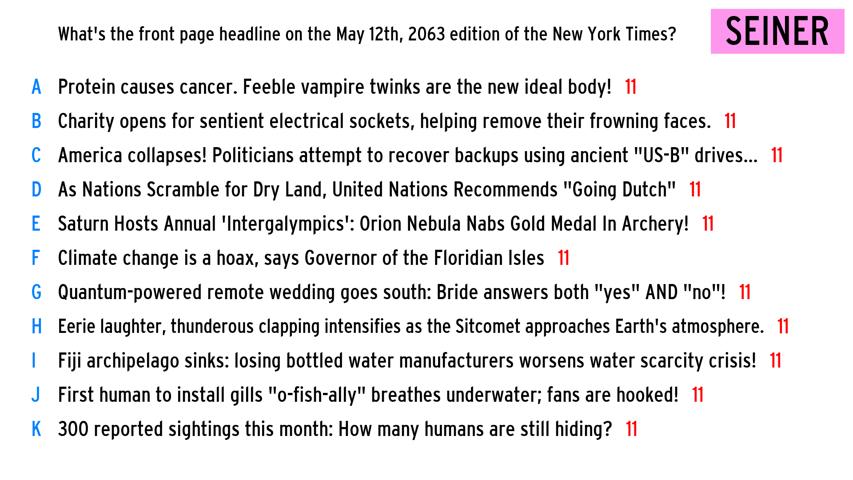 What's the front page headline on the May 12th, 2063 edition of the New York Times?
SEINER
A Protein causes cancer. Feeble vampire twinks are the new ideal body! 11
B Charity opens for sentient electrical sockets, helping remove their frowning faces. 11
C America collapses! Politicians attempt to recover backups using ancient "US-B" drives... 11
D As Nations Scramble for Dry Land, United Nations Recommends "Going Dutch" 11
E Saturn Hosts Annual 'Intergalympics': Orion Nebula Nabs Gold Medal In Archery! 11
F Climate change is a hoax, says Governor of the Floridian Isles 11
G Quantum-powered remote wedding goes south: Bride answers both "yes" AND "no"! 11
H Eerie laughter, thunderous clapping intensifies as the Sitcomet approaches Earth's atmosphere. 11
I Fiji archipelago sinks: losing bottled water manufacturers worsens water scarcity crisis! 11
J First human to install gills "o-fish-ally" breathes underwater; fans are hooked! 11
K 300 reported sightings this month: How many humans are still hiding? 11